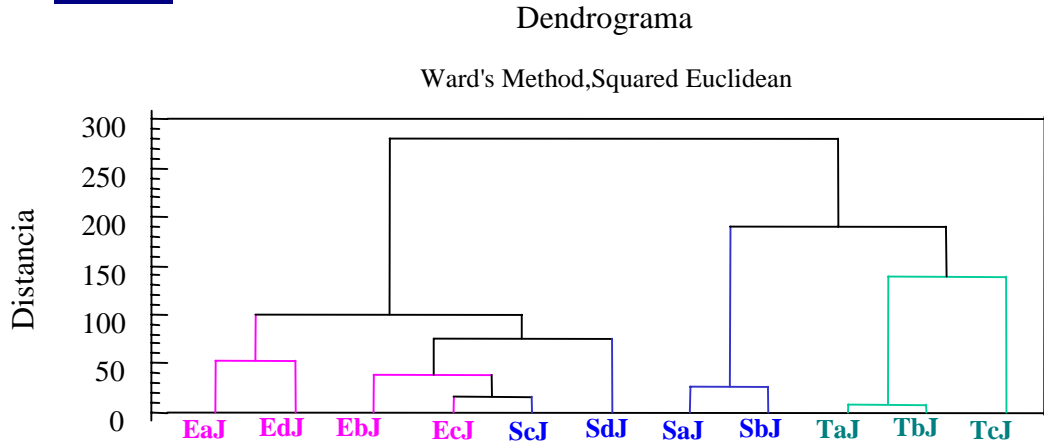 Dendrograma
Ward's Method,Squared Euclidean
Distancia
300
250
200
150
100
50
0
EaJ EdJ EbJ EcJ ScJ SdJ SaJ SbJ TaJ TbJ TcJ